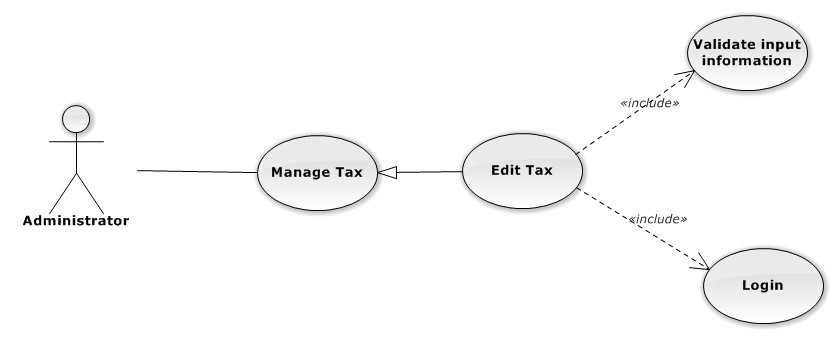 Validate input
information
«include»
Manage Tax
Edit Tax
Administrator
«include»
Login